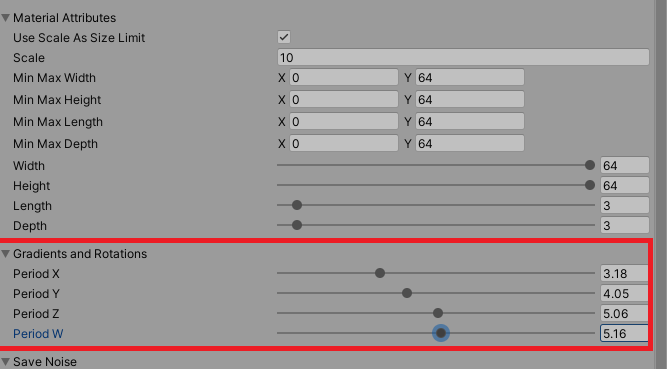 Material Attributes
Use Scale As Size Limit
Scale 10
Min Max Width X 0 Y 64
Min Max Height X 0 Y 64
Min Max Length X 0 Y 64
Min Max Depth X 0 Y 64
Width 64
Height 64
Length 3
Depth 3
Gradients and Rotations
Period X 3.18
Period Y 4.05
Period Z 5.06
Period W 5.16
Save Noise